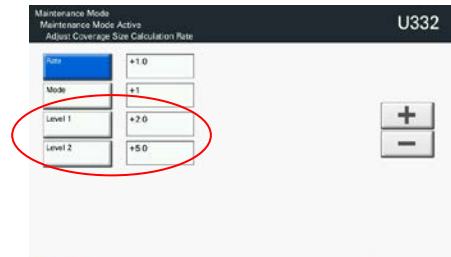 Maintenance Mode
Maintenance Mode Active
Adjust Coverage Size Calculation Rate
U332
Rate +1.0
Mode +1
Level 1 +2.0
Level 2 +5.0
+
−